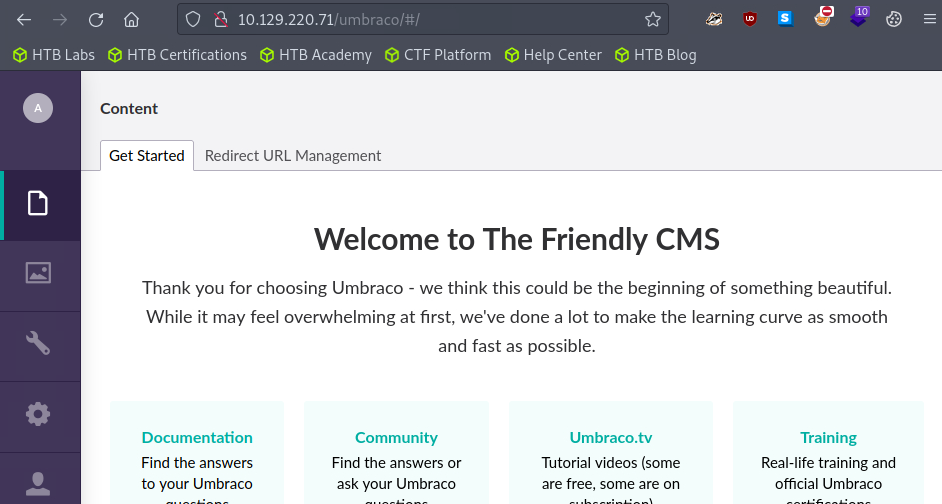 10.129.220.71/umbraco/#/
10
HTB Labs HTB Certifications HTB Academy CTF Platform Help Center HTB Blog
A
Content
Get Started Redirect URL Management
Welcome to The Friendly CMS
Thank you for choosing Umbraco - we think this could be the beginning of something beautiful.
While it may feel overwhelming at first, we've done a lot to make the learning curve as smooth
and fast as possible.
Documentation
Find the answers
to your Umbraco
questions
Community
Find the answers or
ask your Umbraco
questions
Umbraco.tv
Tutorial videos (some
are free, some are on
subscription)
Training
Real-life training and
official Umbraco
certifications